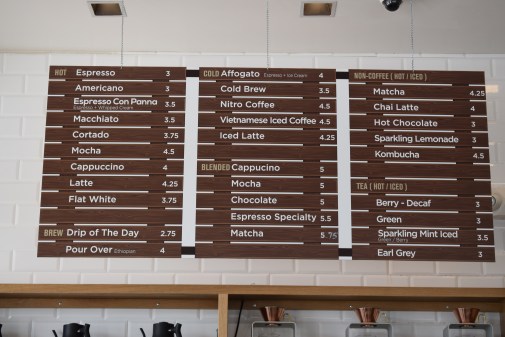 HOT Espresso 3
Americano 3
Espresso Con Panna 3.5
Espresso + Whipped Cream
Macchiato 3.5
Cortado 3.75
Mocha 4.5
Cappuccino 4
Latte 4.25
Flat White 3.75
BREW Drip of The Day 2.75
Pour Over Ethiopian 4
COLD Affogato Espresso + Ice Cream 4
Cold Brew 3.5
Nitro Coffee 4.5
Vietnamese Iced Coffee 4.5
Iced Latte 4.25
BLENDED Cappucino 5
Mocha 5
Chocolate 5
Espresso Specialty 5.5
Matcha 5.75
NON-COFFEE ( HOT / ICED )
Matcha 4.25
Chai Latte 4
Hot Chocolate 3
Sparkling Lemonade 3
Kombucha 4.5
TEA ( HOT / ICED )
Berry - Decaf 3
Green 3
Sparkling Mint Iced 3.5
Green / Berry
Earl Grey 3